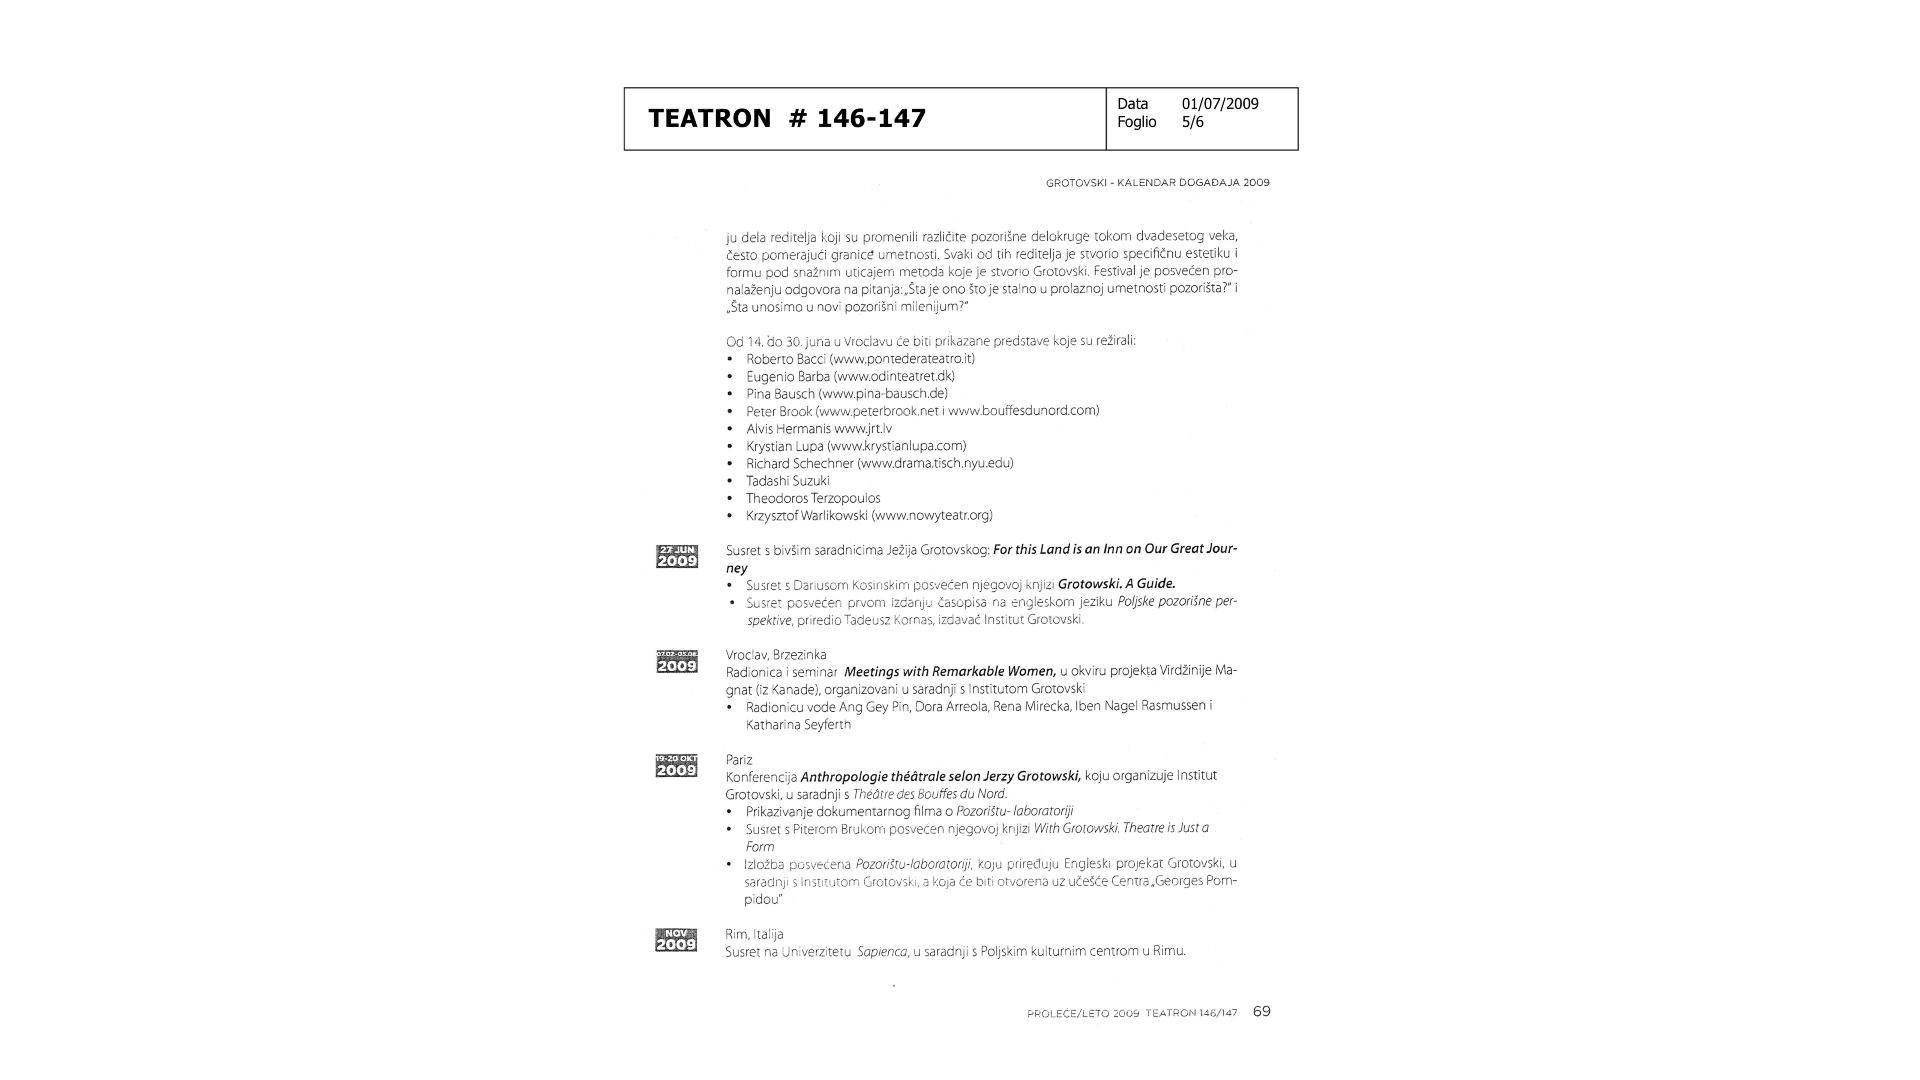 TEATRON # 146-147
Data 01/07/2009
Foglio 5/6
GROTOVSKI - KALENDAR DOGAĐAJA 2009
ju dela reditelja koji su promenili različite pozorišne delokruge tokom dvadesetog veka,
često pomerajući granice umetnosti. Svaki od tih reditelja je stvorio specifičnu estetiku i
formu pod snažnim uticajem metoda koje je stvorio Grotovski. Festival je posvećen pro-
nalaženju odgovora na pitanja: „Šta je ono što je stalno u prolaznoj umetnosti pozorišta?" i
„Šta unosimo u novi pozorišni milenijum?"
Od 14. do 30. juna u Vroclavu će biti prikazane predstave koje su režirali:
• Roberto Bacci (www.pontederateatro.it)
• Eugenio Barba (www.odinteatret.dk)
• Pina Bausch (www.pina-bausch.de)
• Peter Brook (www.peterbrook.net i www.bouffesdunord.com)
• Alvis Hermanis www.jrt.lv
• Krystian Lupa (www.krystianlupa.com)
• Richard Schechner (www.drama.tisch.nyu.edu)
• Tadashi Suzuki
• Theodoros Terzopoulos
• Krzysztof Warlikowski (www.nowyteatr.org)
27 JUN
2009
Susret s bivšim saradnicima Ježija Grotovskog: For this Land is an Inn on Our Great Jour-
ney
• Susret s Dariusom Kosinskim posvećen njegovoj knjizi Grotowski. A Guide.
• Susret posvećen prvom izdanju časopisa na engleskom jeziku Poljske pozorišne per-
spektive, priredio Tadeusz Kornas, izdavač Institut Grotovski.
07.07.-05.08.
2009
Vroclav, Brzezinka
Radionica i seminar Meetings with Remarkable Women, u okviru projekta Virdžinije Ma-
gnat (iz Kanade), organizovani u saradnji s Institutom Grotovski
• Radionicu vode Ang Gey Pin, Dora Arreola, Rena Mirecka, Iben Nagel Rasmussen i
Katharina Seyferth
19-20 OKT
2009
Pariz
Konferencija Anthropologie théâtrale selon Jerzy Grotowski, koju organizuje Institut
Grotovski, u saradnji s Théâtre des Bouffes du Nord.
• Prikazivanje dokumentarnog filma o Pozorištu- laboratoriji
• Susret s Piterom Brukom posvećen njegovoj knjizi With Grotowski. Theatre is Just a
Form
• Izložba posvećena Pozorištu-laboratoriji, koju priređuju Engleski projekat Grotovski, u
saradnji s Institutom Grotovski, a koja će biti otvorena uz učešće Centra „Georges Pom-
pidou"
NOV
2009
Rim, Italija
Susret na Univerzitetu Sapienca, u saradnji s Poljskim kulturnim centrom u Rimu.
PROLEĆE/LETO 2009 TEATRON 146/147 69